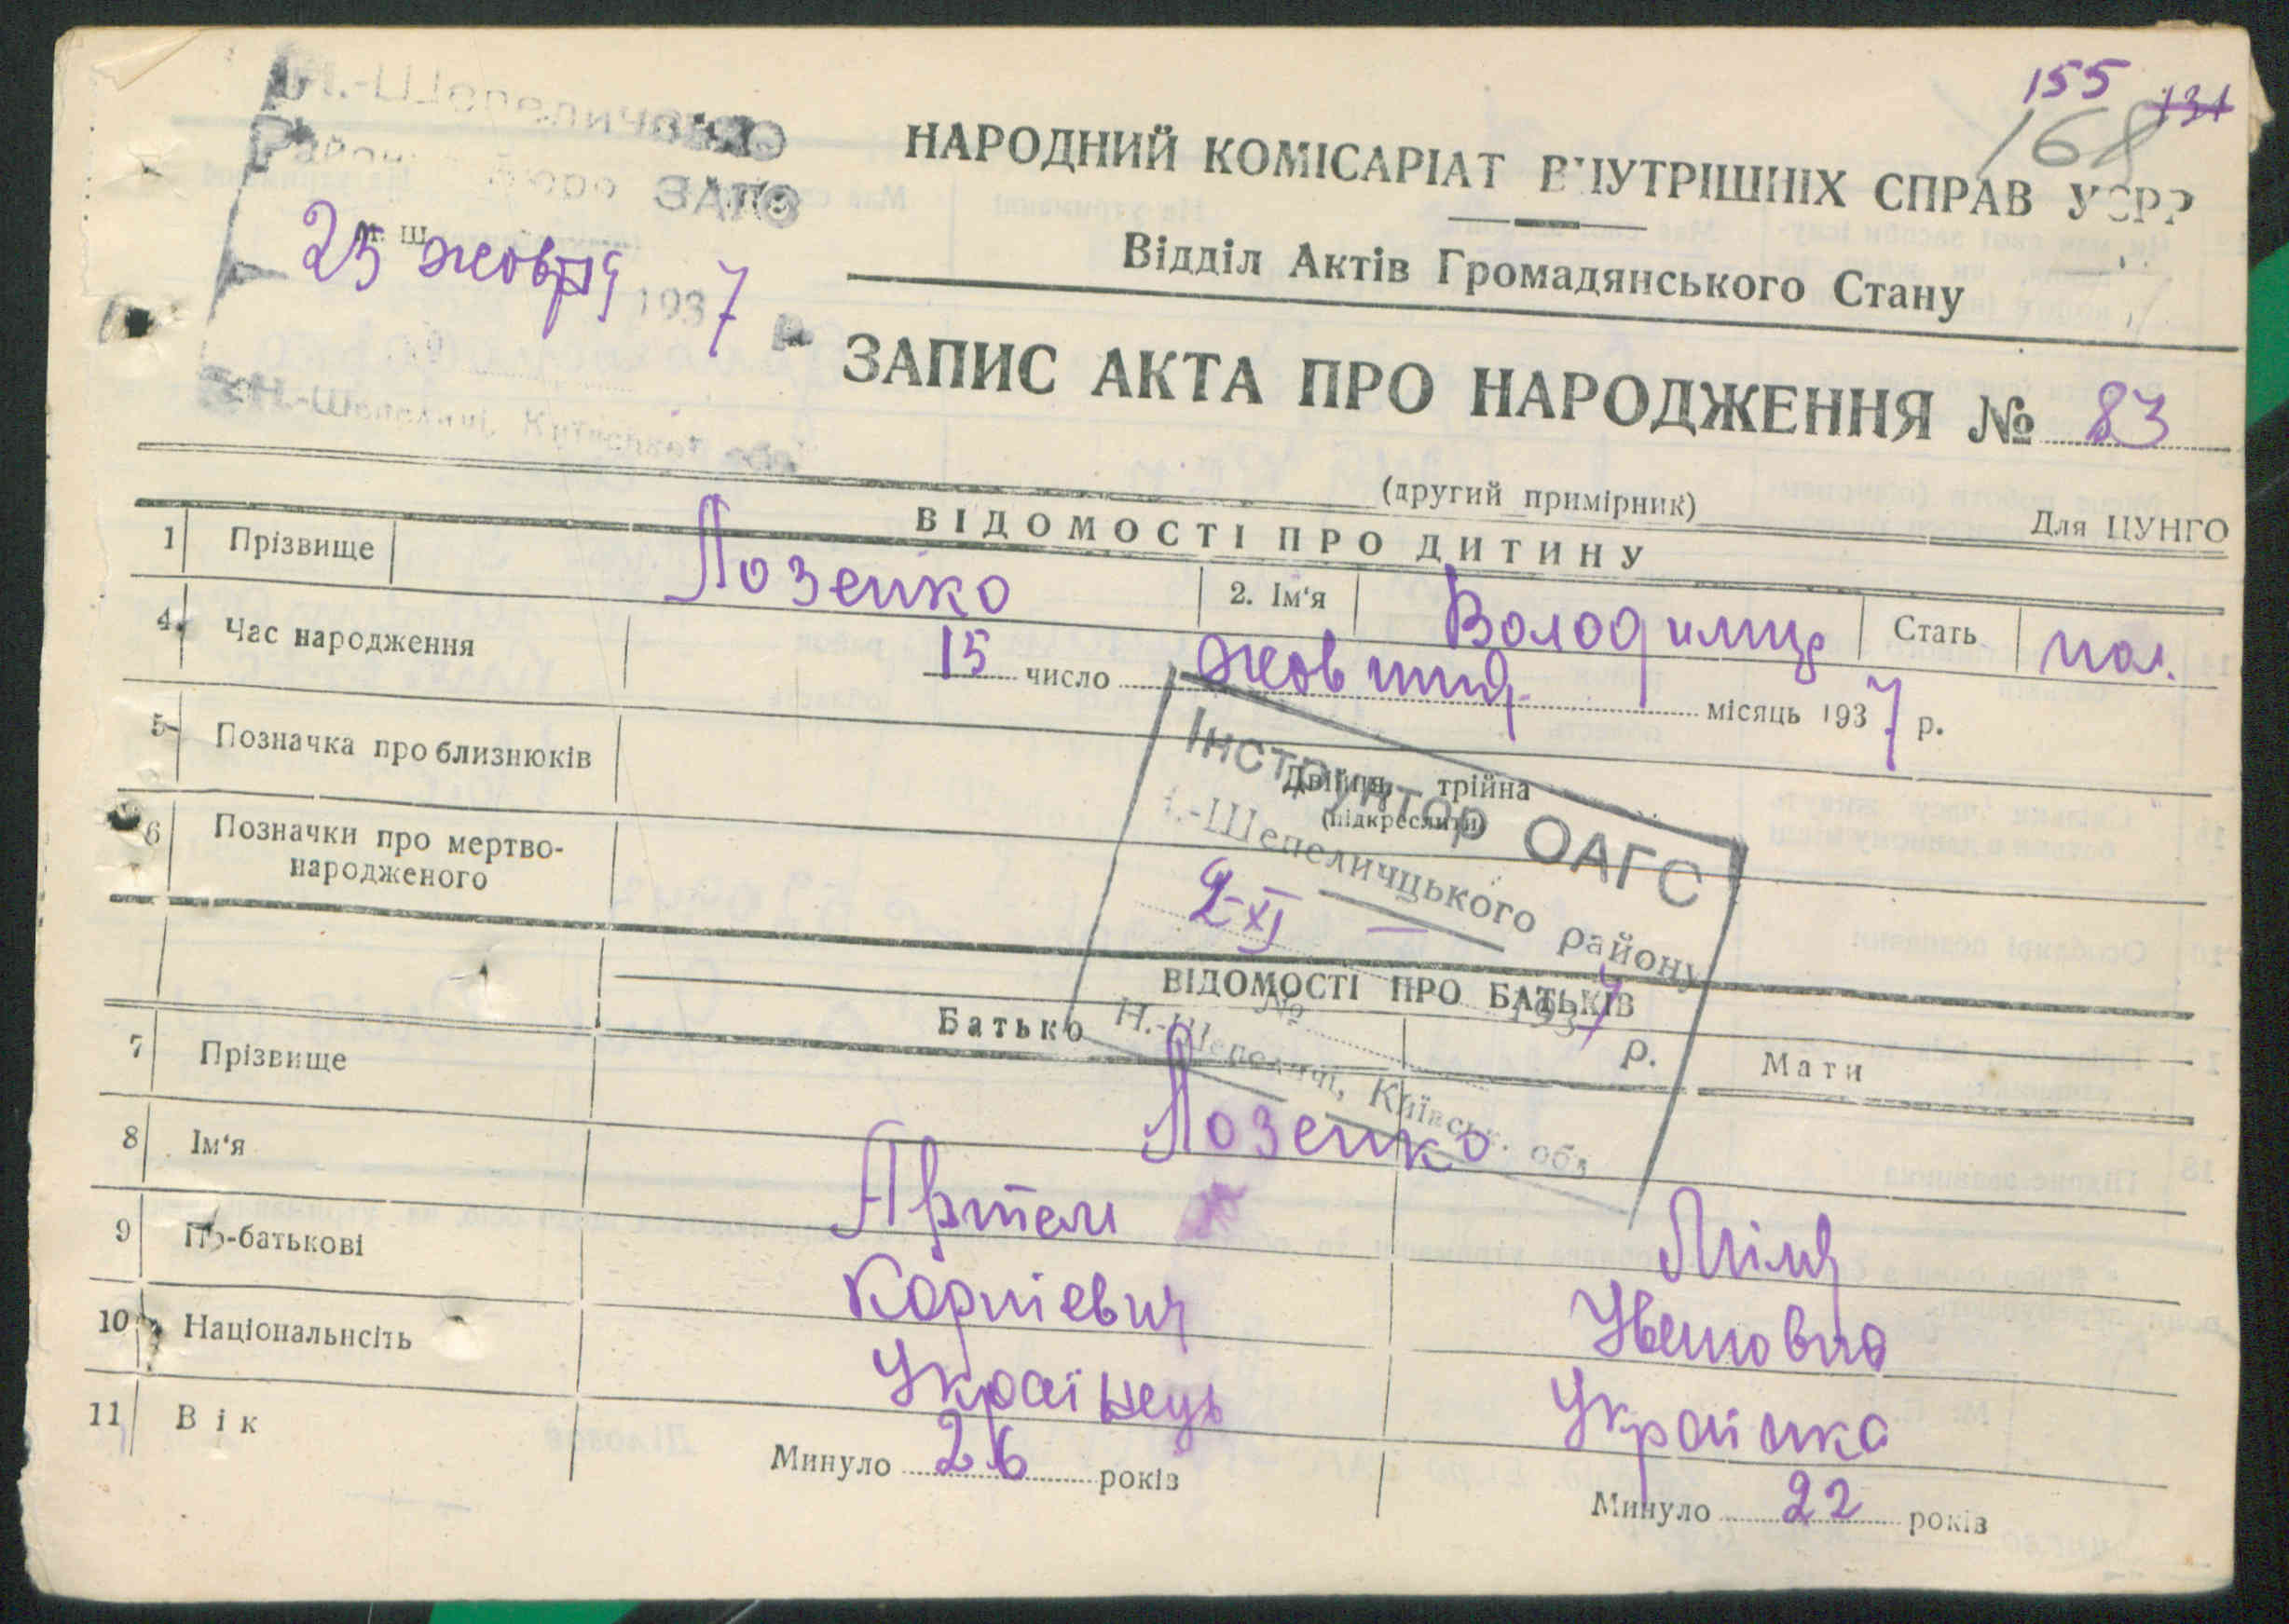 155 131
168
Н.-Шепелицьке
Районне бюро ЗАГС
25 жовтня 1937 р
Н.-Шепеличі, Київської обл
НАРОДНИЙ КОМІСАРІАТ ВНУТРІШНІХ СПРАВ УСРР
Відділ Актів Громадянського Стану
ЗАПИС АКТА ПРО НАРОДЖЕННЯ № 83
(другий примірник)
Для ЦУНГО
ВІДОМОСТІ ПРО ДИТИНУ
1 Прізвище Лозенко 2. Ім'я Володимир Стать чол.
4. Час народження 15 число жовтня місяць 1937 р.
5 Позначка про близнюків Двійня, трійна
(підкреслити)
6 Позначки про мертво-
народженого
Інструктор ОАГС
Н.-Шепеличцького району
2-XI 1937 р.
№
Н.-Шепеличі, Київськ. обл
ВІДОМОСТІ ПРО БАТЬКІВ
Батько Мати
7 Прізвище Лозенко
8 Ім'я Артем
9 По-батькові Корнієвич
10 Національнсіть Українець Українка
11 Вік Минуло 26 років Минуло 22 років